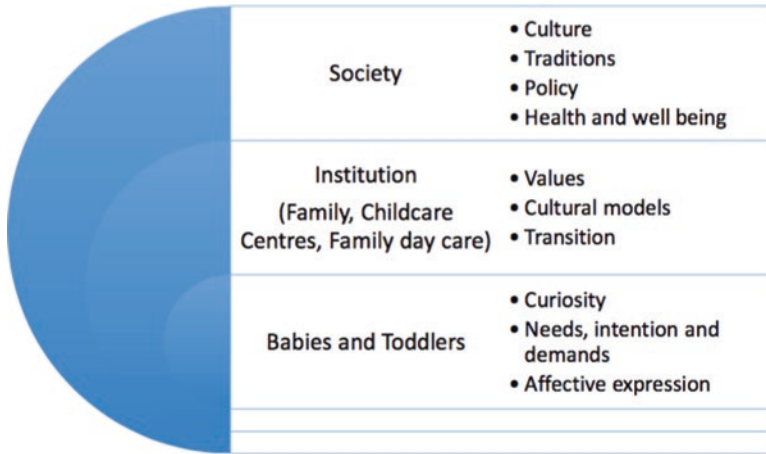 Society
• Culture
• Traditions
• Policy
• Health and well being
Institution
(Family, Childcare
Centres, Family day care)
• Values
• Cultural models
• Transition
Babies and Toddlers
• Curiosity
• Needs, intention and
demands
• Affective expression